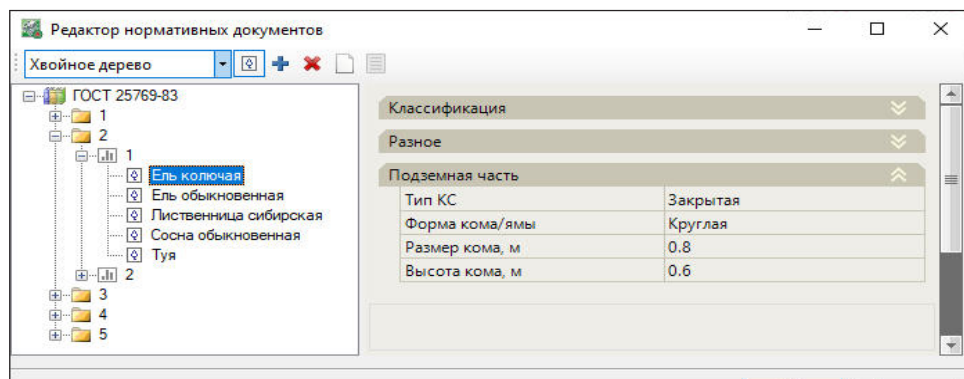 Редактор нормативных документов
Хвойное дерево
ГОСТ 25769-83
1
2
1
Ель колючая
Ель обыкновенная
Лиственница сибирская
Сосна обыкновенная
Туя
2
3
4
5
Классификация
Разное
Подземная часть
Тип КС Закрытая
Форма кома/ямы Круглая
Размер кома, м 0.8
Высота кома, м 0.6